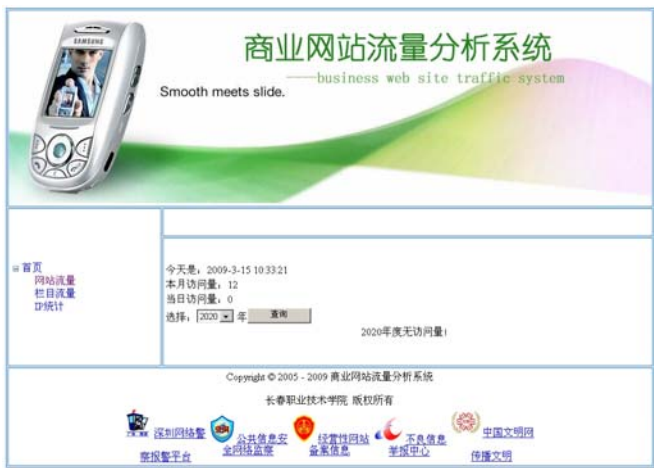 SAMSUNG
商业网站流量分析系统
——business web site traffic system
Smooth meets slide.
首页
网站流量
栏目流量
IP统计
今天是：2009-3-15 10:33:21
本月访问量：12
当日访问量：0
选择：2020 年 查询
2020年度无访问量!
Copyright © 2005 - 2009 商业网站流量分析系统
长春职业技术学院 版权所有
深圳网络警
察报警平台
公共信息安
全网络监察
经营性网站
备案信息
不良信息
举报中心
中国文明网
传播文明